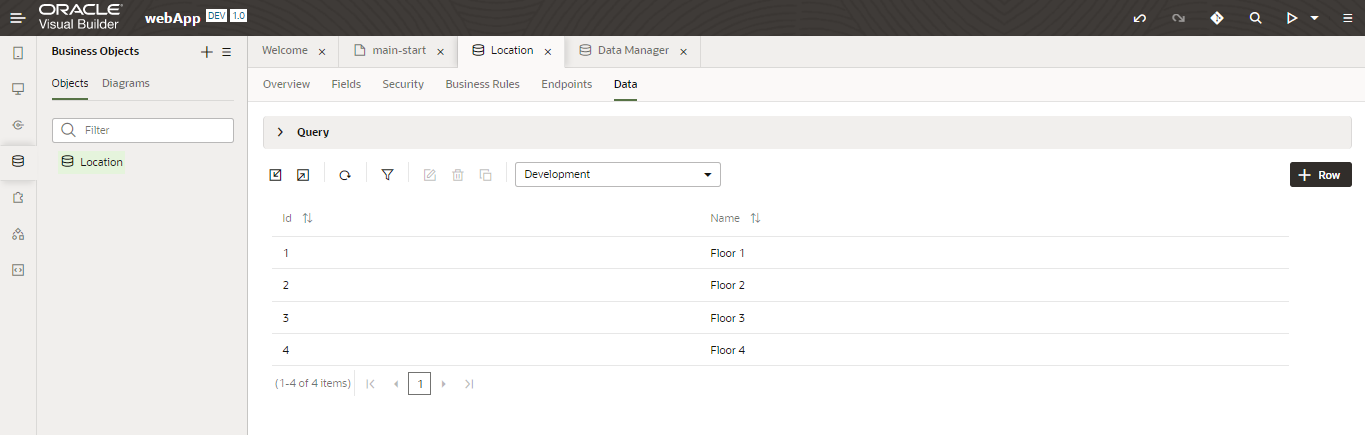 ORACLE
Visual Builder
webApp DEV 1.0
Business Objects
Objects Diagrams
Filter
Location
Welcome main-start Location Data Manager
Overview Fields Security Business Rules Endpoints Data
Query
Development
Row
Id Name
1 Floor 1
2 Floor 2
3 Floor 3
4 Floor 4
(1-4 of 4 items) 1